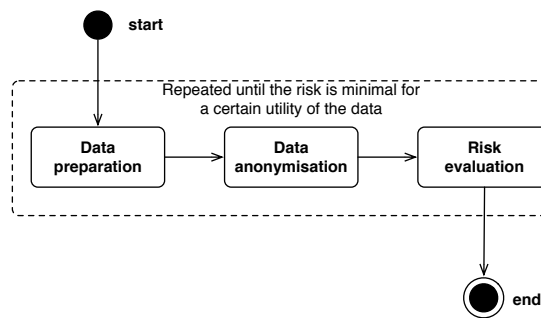 start
Repeated until the risk is minimal for
a certain utility of the data
Data
preparation
Data
anonymisation
Risk
evaluation
end